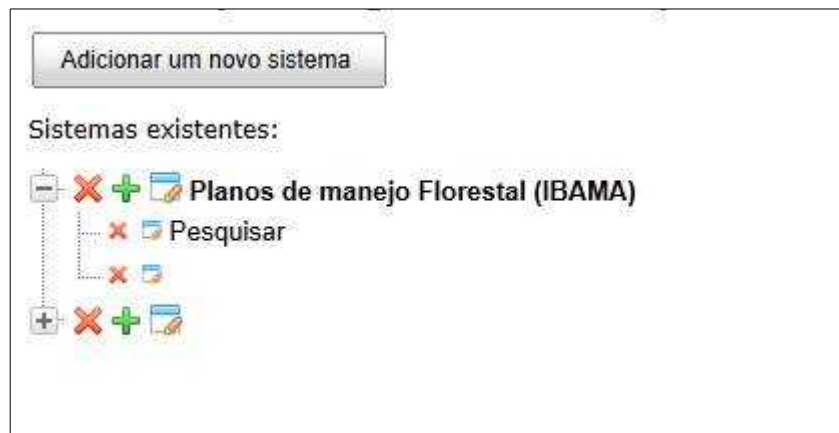 Adicionar um novo sistema
Sistemas existentes:
Planos de manejo Florestal (IBAMA)
Pesquisar